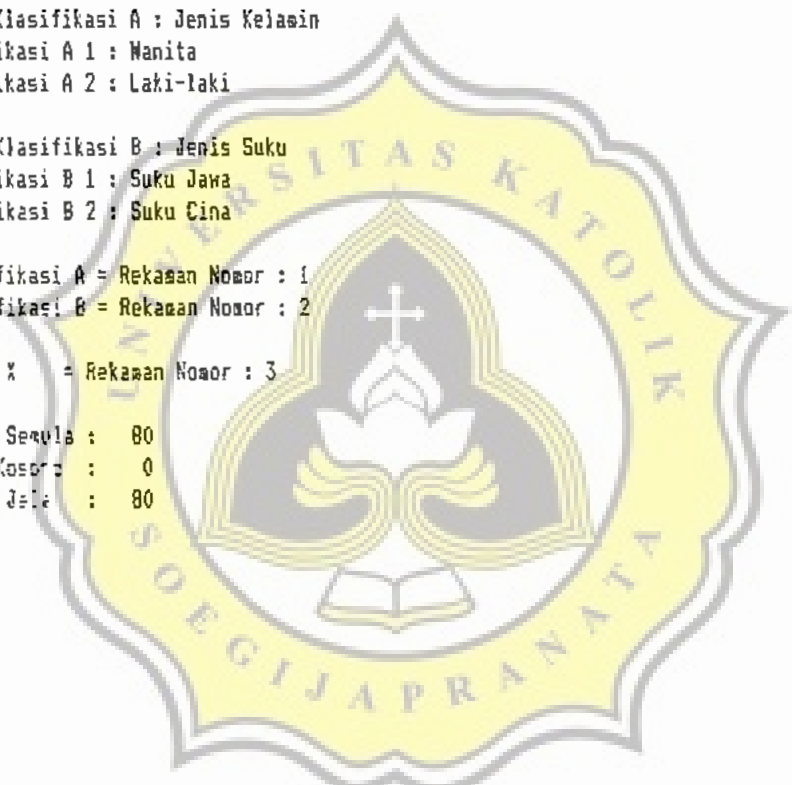 Klasifikasi A : Jenis Kelamin
ikasi A 1 : Wanita
ikasi A 2 : Laki-laki
Klasifikasi B : Jenis Suku
ikasi B 1 : Suku Jawa
ikasi B 2 : Suku Cina
fikasi A = Rekaman Nomor : 1
fikasi B = Rekaman Nomor : 2
X = Rekaman Nomor : 3
Semula : 80
: 0
: 80
UNIVERSITAS KATOLIK
SOEGIJAPRANATA